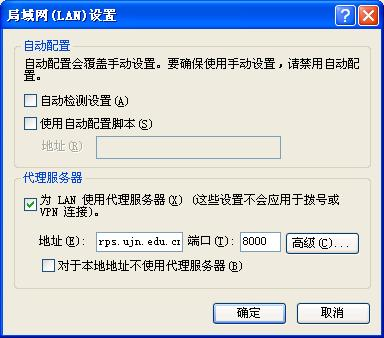 局域网(LAN)设置
自动配置
自动配置会覆盖手动设置。要确保使用手动设置，请禁用自动配置。
自动检测设置(A)
使用自动配置脚本(S)
地址(R)
代理服务器
为 LAN 使用代理服务器(X) (这些设置不会应用于拨号或
VPN 连接)。
地址(E): rps.ujn.edu.cn 端口(T): 8000 高级(C)...
对于本地地址不使用代理服务器(B)
确定 取消